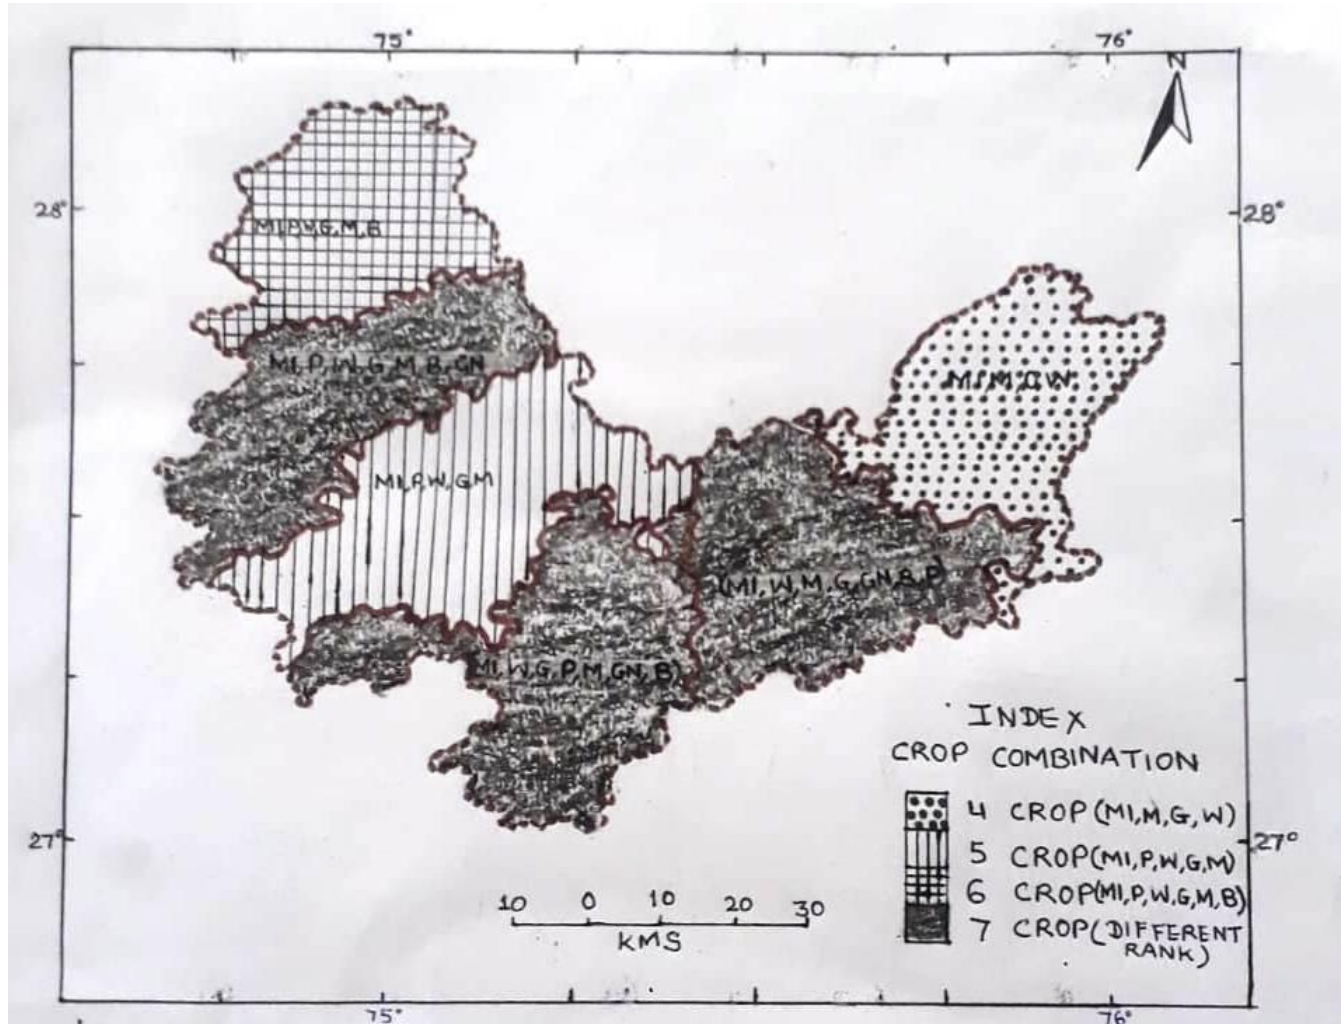 75° 76°
N
28° 28°
MI,P,W,G,M,B
MI, P, W, G, M, B, GN
MI,M,G,W
MI,P,W,GM
(MI, W, M, G, GN, B, P)
MI, W, G, P, M, GN, B)
INDEX
CROP COMBINATION
4 CROP (MI, M, G, W)
5 CROP(MI, P, W, G, M)
6 CROP(MI, P, W, G, M, B)
7 CROP (DIFFERENT
RANK)
27° 27°
10 0 10 20 30
KMS
75° 76°